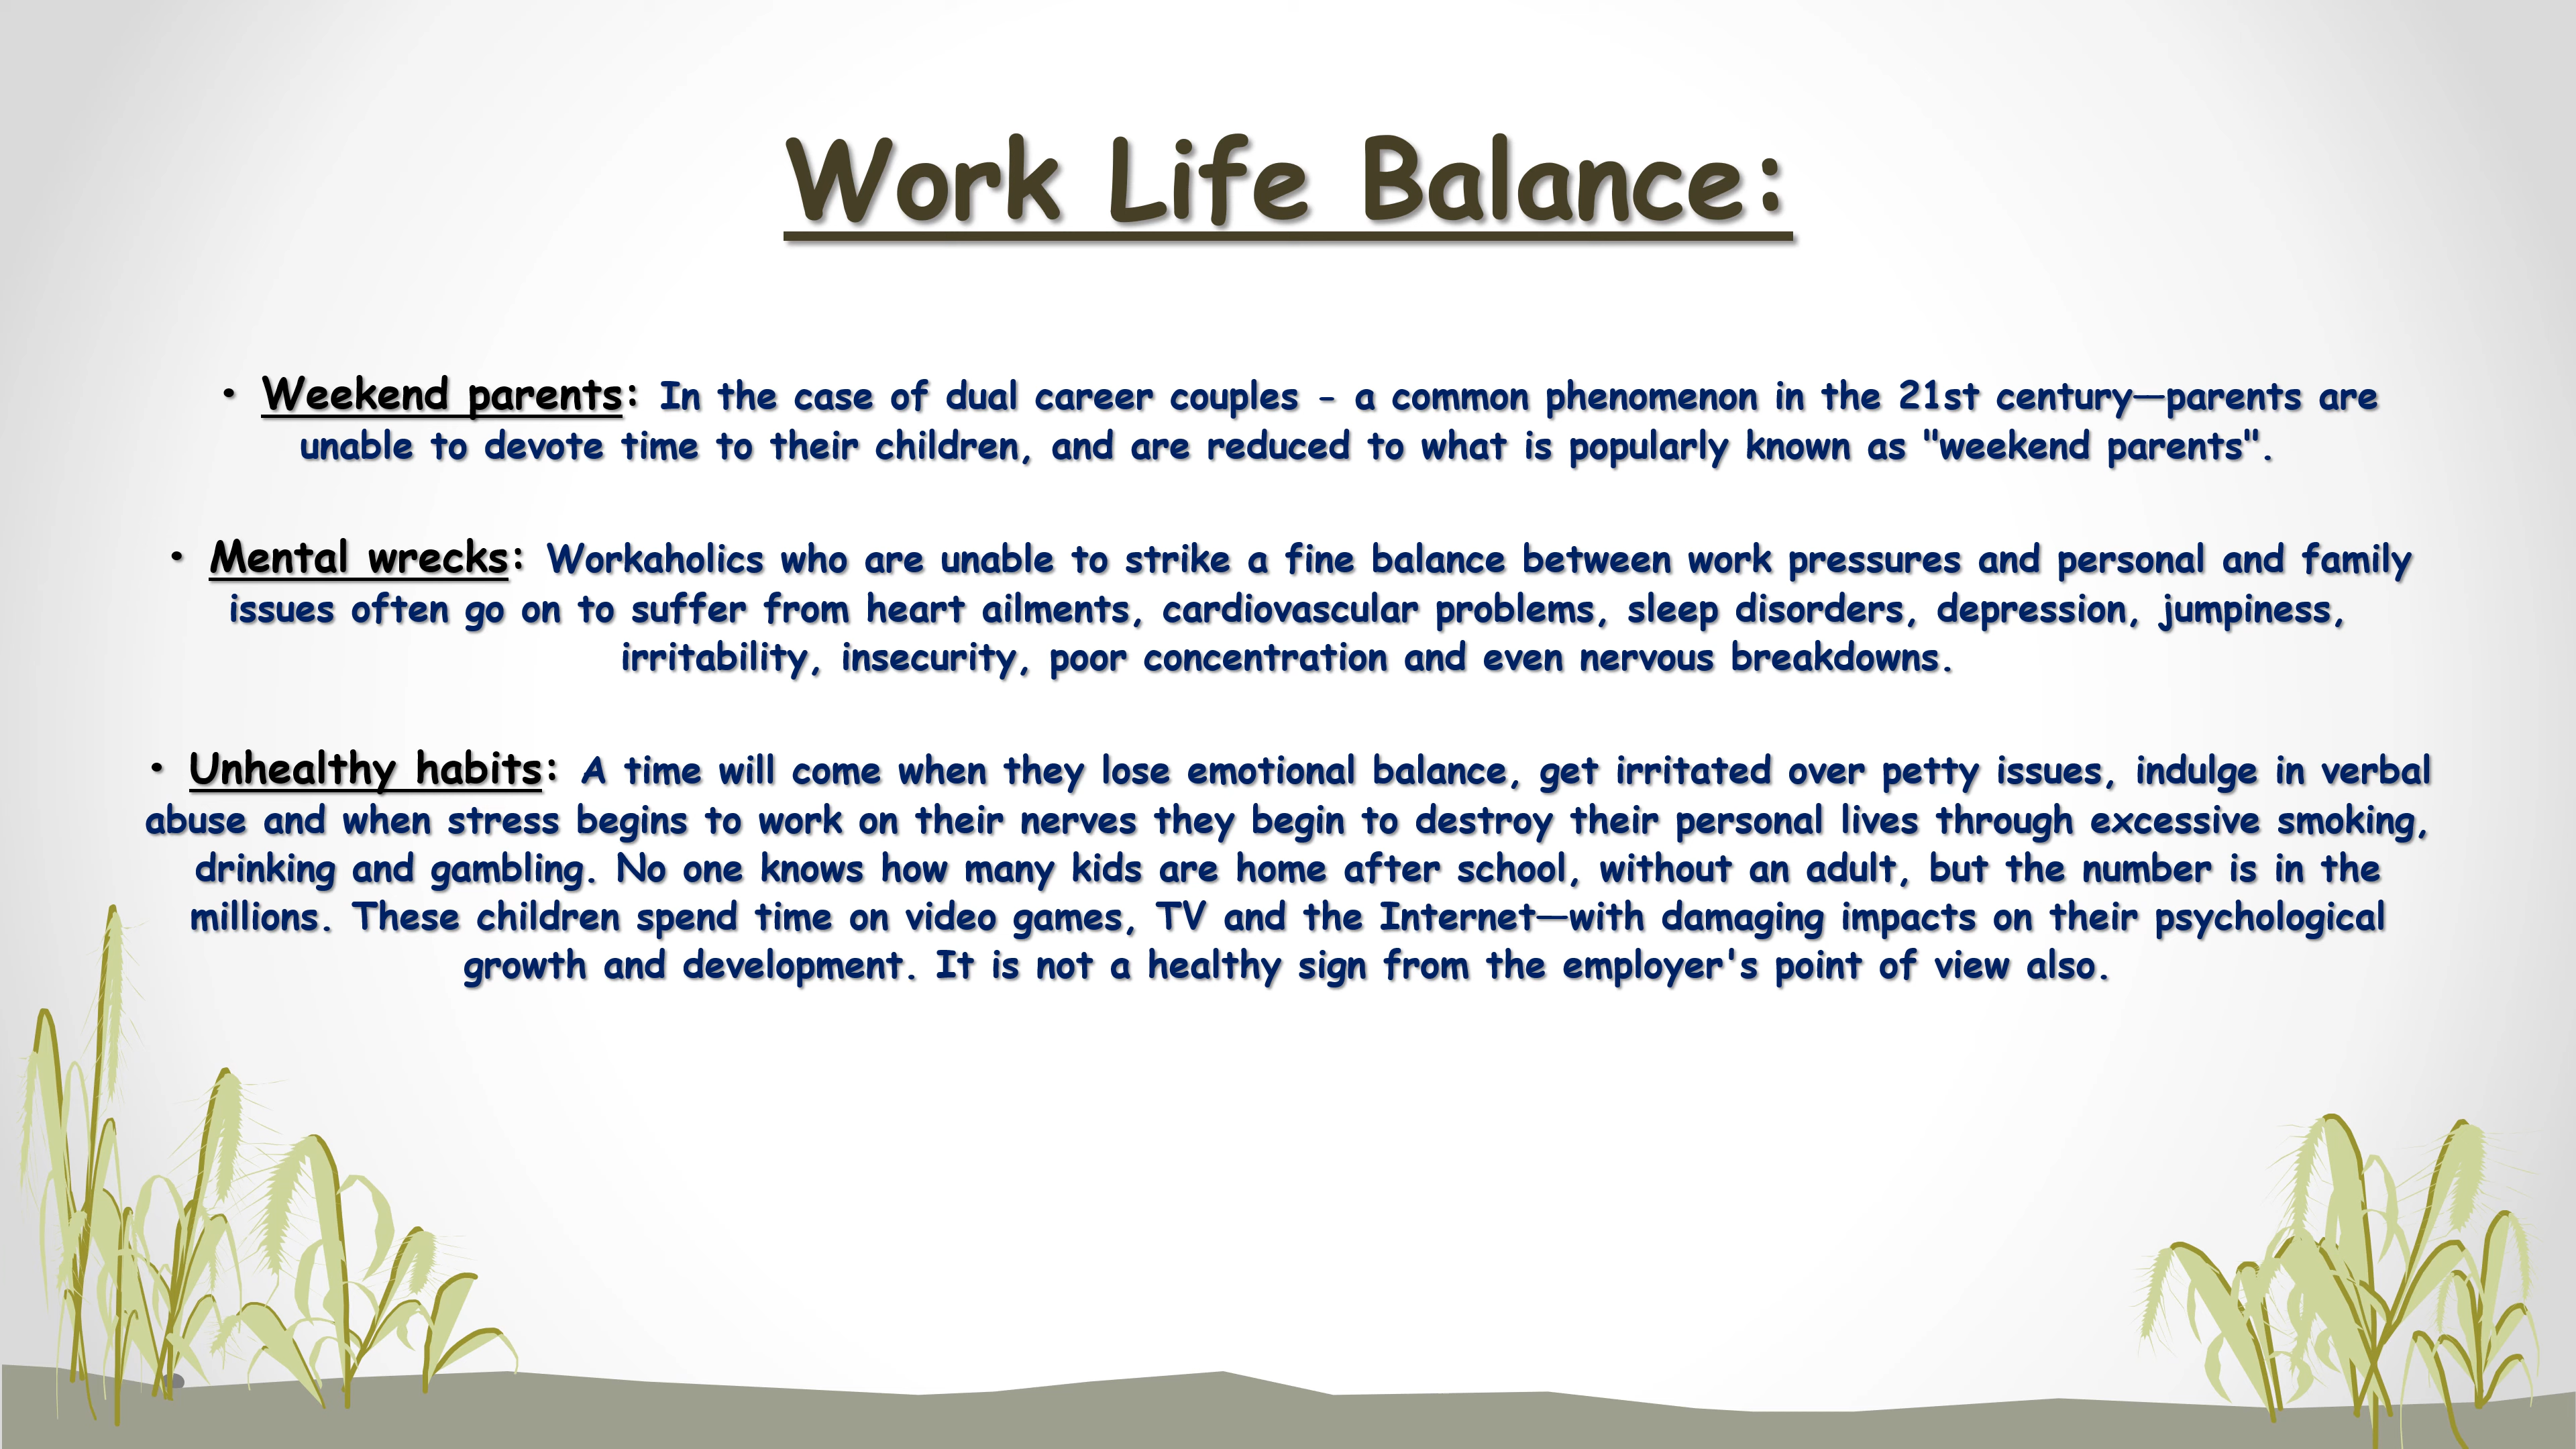 Work Life Balance:
• Weekend parents: In the case of dual career couples - a common phenomenon in the 21st century—parents are
unable to devote time to their children, and are reduced to what is popularly known as "weekend parents".
• Mental wrecks: Workaholics who are unable to strike a fine balance between work pressures and personal and family
issues often go on to suffer from heart ailments, cardiovascular problems, sleep disorders, depression, jumpiness,
irritability, insecurity, poor concentration and even nervous breakdowns.
• Unhealthy habits: A time will come when they lose emotional balance, get irritated over petty issues, indulge in verbal
abuse and when stress begins to work on their nerves they begin to destroy their personal lives through excessive smoking,
drinking and gambling. No one knows how many kids are home after school, without an adult, but the number is in the
millions. These children spend time on video games, TV and the Internet—with damaging impacts on their psychological
growth and development. It is not a healthy sign from the employer's point of view also.